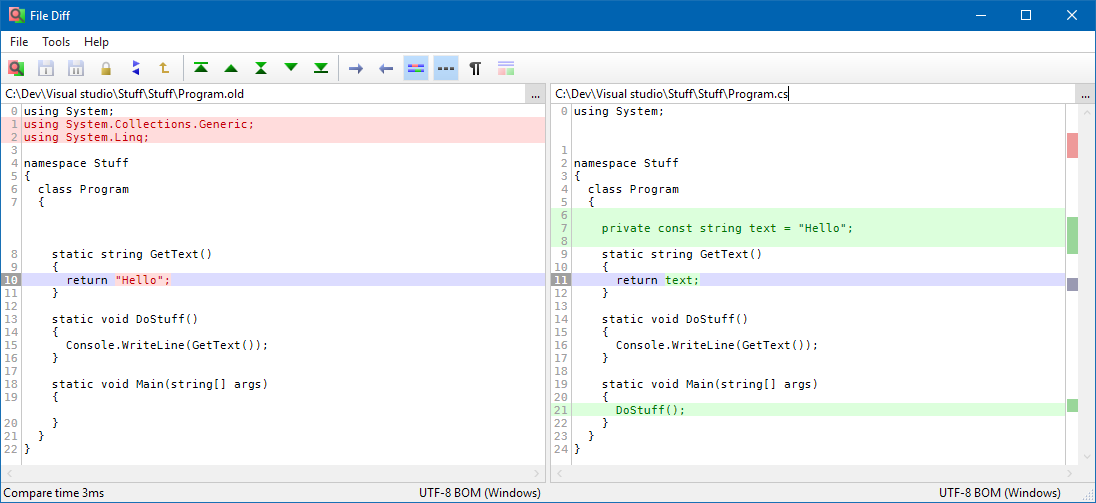 File Diff
File Tools Help
C:\Dev\Visual studio\Stuff\Stuff\Program.old ...
0 using System;
1 using System.Collections.Generic;
2 using System.Linq;
3
4 namespace Stuff
5 {
6 class Program
7 {
8 static string GetText()
9 {
10 return "Hello";
11 }
12
13 static void DoStuff()
14 {
15 Console.WriteLine(GetText());
16 }
17
18 static void Main(string[] args)
19 {
20 }
21 }
22 }
C:\Dev\Visual studio\Stuff\Stuff\Program.cs ...
0 using System;
1
2 namespace Stuff
3 {
4 class Program
5 {
6
7 private const string text = "Hello";
8
9 static string GetText()
10 {
11 return text;
12 }
13
14 static void DoStuff()
15 {
16 Console.WriteLine(GetText());
17 }
18
19 static void Main(string[] args)
20 {
21 DoStuff();
22 }
23 }
24 }
Compare time 3ms
UTF-8 BOM (Windows)
UTF-8 BOM (Windows)